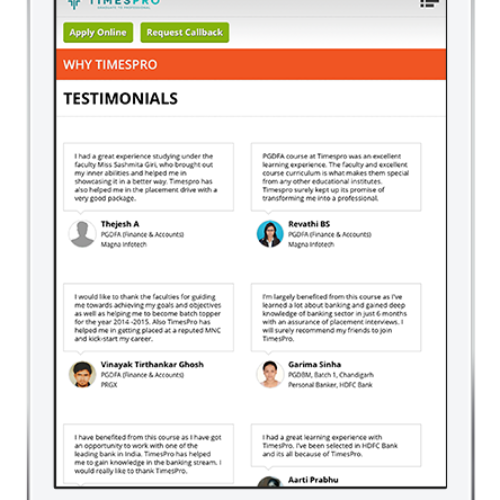 TIMESPRO
GRADUATE TO PROFESSIONAL
Apply Online
Request Callback
WHY TIMESPRO
TESTIMONIALS
I had a great experience studying under the
faculty Miss Sashmita Giri, who brought out
my inner abilities and helped me in
showcasing it in a better way. Timespro has
also helped me in the placement drive with a
very good package.
Thejesh A
PGDFA (Finance & Accounts)
Magna Infotech
PGDFA course at Timespro was an excellent
learning experience. The faculty and excellent
course curriculum is what makes them special
from any other educational institutes.
Timespro surely kept up its promise of
transforming me into a professional.
Revathi BS
PGDFA (Finance & Accounts)
Magna Infotech
I would like to thank the faculties for guiding
me towards achieving my goals and objectives
as well as helping me to become batch topper
for the year 2014 -2015. Also TimesPro has
helped me in getting placed at a reputed MNC
and kick-start my career.
Vinayak Tirthankar Ghosh
PGDFA (Finance & Accounts)
PRGX
I'm largely benefited from this course as I've
learned a lot about banking and gained deep
knowledge of banking sector in just 6 months
with an assurance of placement interviews. I
will surely recommend my friends to join
TimesPro.
Garima Sinha
PGDBM, Batch 1, Chandigarh
Personal Banker, HDFC Bank
I have benefited from this course as I have got
an opportunity to work with one of the
leading bank in India. TimesPro has helped
me to gain knowledge in the banking stream. I
would really like to thank TimesPro.
I had a great learning experience with
TimesPro. I've been selected in HDFC Bank
and its all because of TimesPro.
Aarti Prabhu